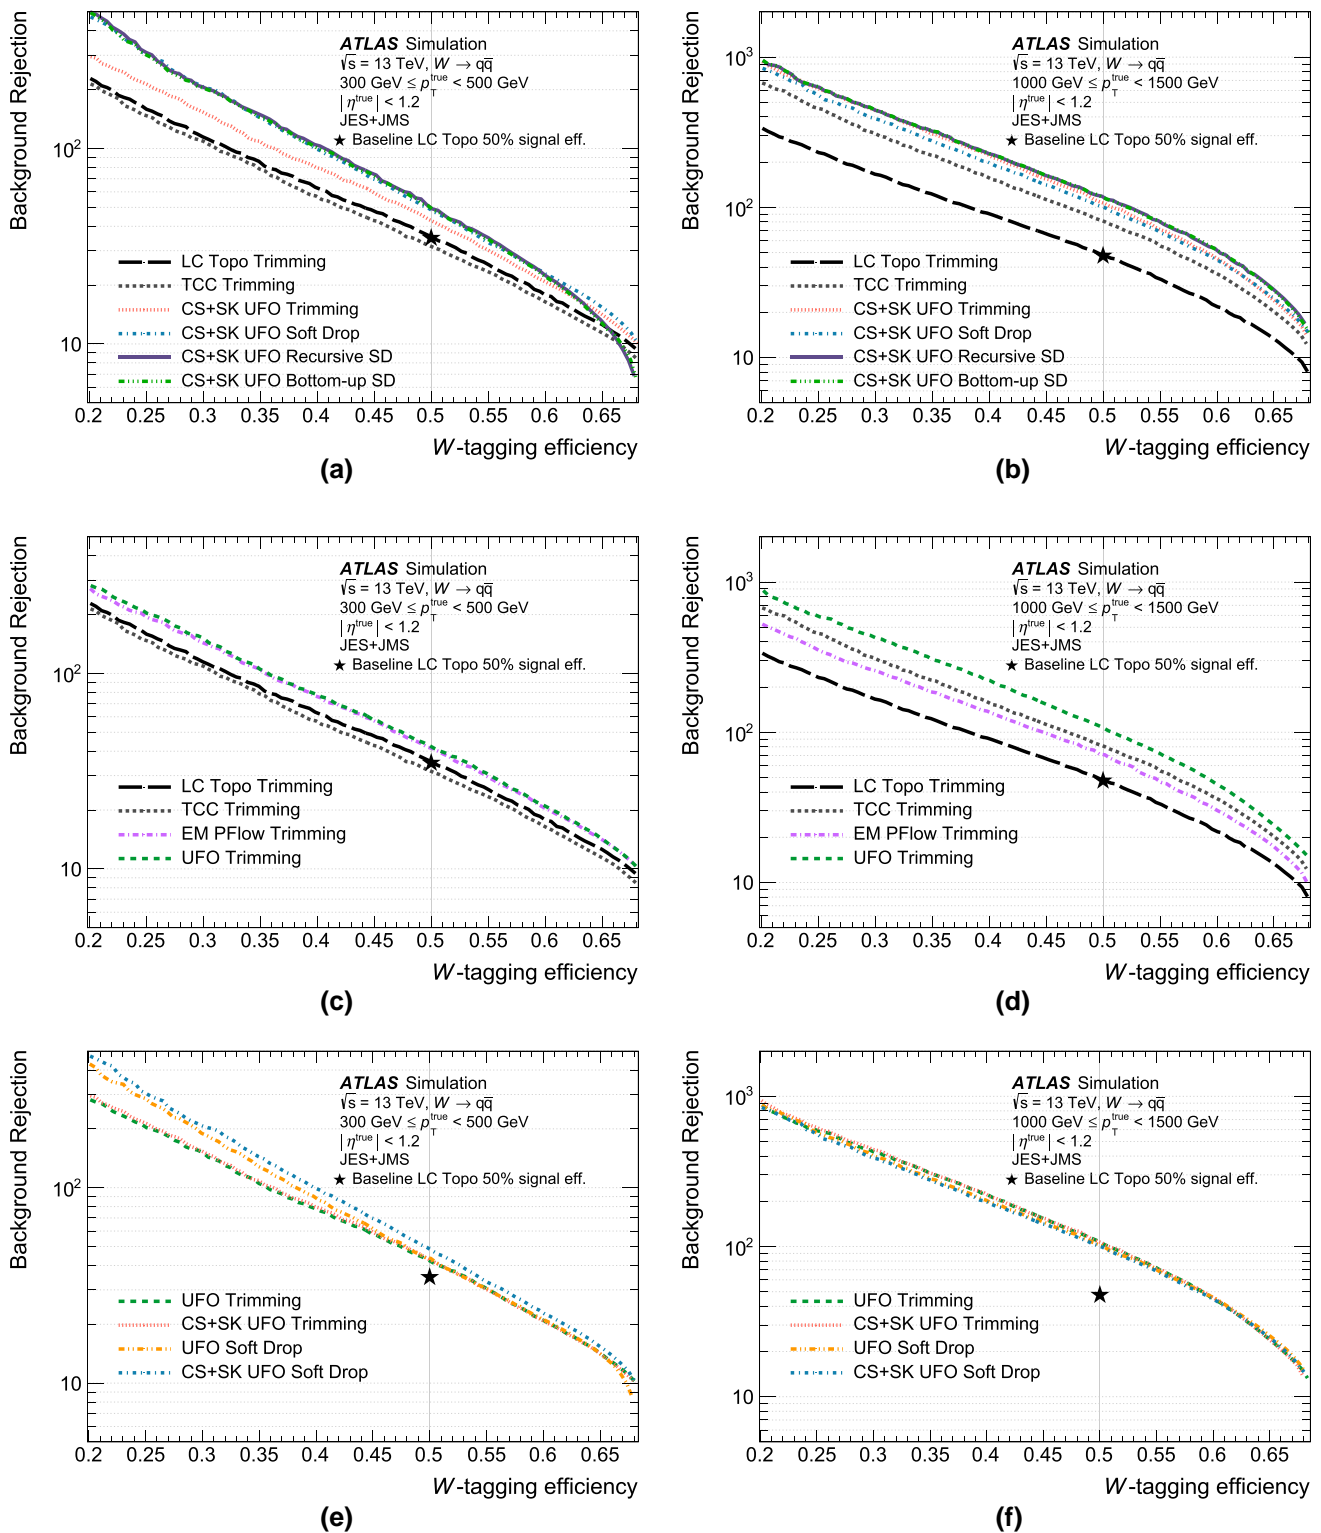 Background Rejection
ATLAS Simulation
√s = 13 TeV, W → qq̅
300 GeV ≤ p_T^true < 500 GeV
| η^true | < 1.2
JES+JMS
★ Baseline LC Topo 50% signal eff.
10²
LC Topo Trimming
TCC Trimming
CS+SK UFO Trimming
CS+SK UFO Soft Drop
10
CS+SK UFO Recursive SD
CS+SK UFO Bottom-up SD
0.2 0.25 0.3 0.35 0.4 0.45 0.5 0.55 0.6 0.65
W-tagging efficiency
(a)
Background Rejection
ATLAS Simulation
10³
√s = 13 TeV, W → qq̅
1000 GeV ≤ p_T^true < 1500 GeV
| η^true | < 1.2
JES+JMS
★ Baseline LC Topo 50% signal eff.
10²
LC Topo Trimming
TCC Trimming
CS+SK UFO Trimming
CS+SK UFO Soft Drop
10
CS+SK UFO Recursive SD
CS+SK UFO Bottom-up SD
0.2 0.25 0.3 0.35 0.4 0.45 0.5 0.55 0.6 0.65
W-tagging efficiency
(b)
Background Rejection
ATLAS Simulation
√s = 13 TeV, W → qq̅
300 GeV ≤ p_T^true < 500 GeV
| η^true | < 1.2
JES+JMS
★ Baseline LC Topo 50% signal eff.
10²
LC Topo Trimming
TCC Trimming
EM PFlow Trimming
UFO Trimming
10
0.2 0.25 0.3 0.35 0.4 0.45 0.5 0.55 0.6 0.65
W-tagging efficiency
(c)
Background Rejection
ATLAS Simulation
10³
√s = 13 TeV, W → qq̅
1000 GeV ≤ p_T^true < 1500 GeV
| η^true | < 1.2
JES+JMS
★ Baseline LC Topo 50% signal eff.
10²
LC Topo Trimming
TCC Trimming
EM PFlow Trimming
UFO Trimming
10
0.2 0.25 0.3 0.35 0.4 0.45 0.5 0.55 0.6 0.65
W-tagging efficiency
(d)
Background Rejection
ATLAS Simulation
√s = 13 TeV, W → qq̅
300 GeV ≤ p_T^true < 500 GeV
| η^true | < 1.2
JES+JMS
★ Baseline LC Topo 50% signal eff.
10²
UFO Trimming
CS+SK UFO Trimming
UFO Soft Drop
CS+SK UFO Soft Drop
10
0.2 0.25 0.3 0.35 0.4 0.45 0.5 0.55 0.6 0.65
W-tagging efficiency
(e)
Background Rejection
ATLAS Simulation
10³
√s = 13 TeV, W → qq̅
1000 GeV ≤ p_T^true < 1500 GeV
| η^true | < 1.2
JES+JMS
★ Baseline LC Topo 50% signal eff.
10²
UFO Trimming
CS+SK UFO Trimming
UFO Soft Drop
CS+SK UFO Soft Drop
10
0.2 0.25 0.3 0.35 0.4 0.45 0.5 0.55 0.6 0.65
W-tagging efficiency
(f)